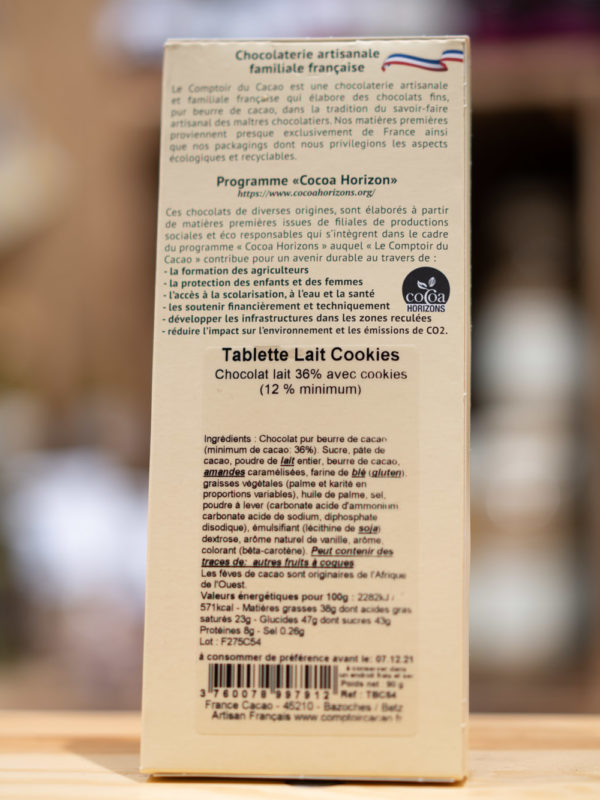 Chocolaterie artisanale
familiale française
Le Comptoir du Cacao est une chocolaterie artisanale
et familiale française qui élabore des chocolats fins,
pur beurre de cacao, dans la tradition du savoir-faire
artisanal des maîtres chocolatiers. Nos matières premières
proviennent presque exclusivement de France ainsi
que nos packagings dont nous privilegions les aspects
écologiques et recyclables.
Programme «Cocoa Horizon»
https://www.cocoahorizons.org/
Ces chocolats de diverses origines, sont élaborés à partir
de matières premières issues de filiales de productions
sociales et éco responsables qui s'intègrent dans le cadre
du programme « Cocoa Horizons » auquel « Le Comptoir du
Cacao » contribue pour un avenir durable au travers de :
- la formation des agriculteurs
- la protection des enfants et des femmes
- l'accès à la scolarisation, à l'eau et la santé
- les soutenir financièrement et techniquement
- développer les infrastructures dans les zones reculées
- réduire l'impact sur l'environnement et les émissions de CO2.
cocoa
HORIZONS
Tablette Lait Cookies
Chocolat lait 36% avec cookies
(12 % minimum)
Ingrédients : Chocolat pur beurre de cacao
(minimum de cacao: 36%). Sucre, pâte de
cacao, poudre de lait entier, beurre de cacao,
amandes caramélisées, farine de blé (gluten),
graisses végétales (palme et karité en
proportions variables), huile de palme, sel,
poudre à lever (carbonate acide d'ammonium
carbonate acide de sodium, diphosphate
disodique), émulsifiant (lécithine de soja)
dextrose, arôme naturel de vanille, arôme,
colorant (bêta-carotène). Peut contenir des
traces de: autres fruits à coques
Les fèves de cacao sont originaires de l'Afrique
de l'Ouest.
Valeurs énergétiques pour 100g : 2282kJ /
571kcal - Matières grasses 38g dont acides gras
saturés 23g - Glucides 47g dont sucres 43g
Protéines 8g - Sel 0.26g
Lot : F275C54
à consommer de préférence avant le: 07.12.21
à conserver dans
un endroit frais et sec
Poids net : 90 g
Ref : TBC54
3 760078 997912
France Cacao - 45210 - Bazoches / Betz
Artisan Français www.comptoircacao.fr